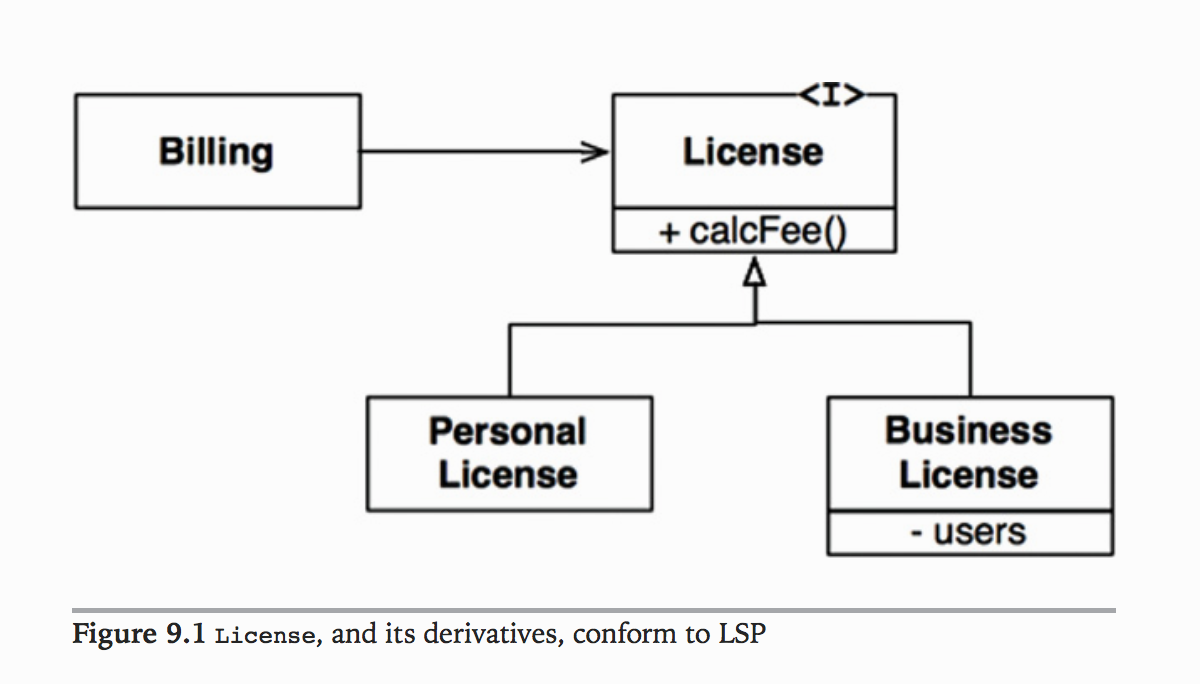 Billing
<I>
License
+ calcFee()
Personal
License
Business
License
- users
Figure 9.1 License, and its derivatives, conform to LSP